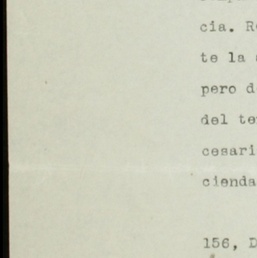 cia. R
te la
pero d
del te
cesari
cienda
156, D